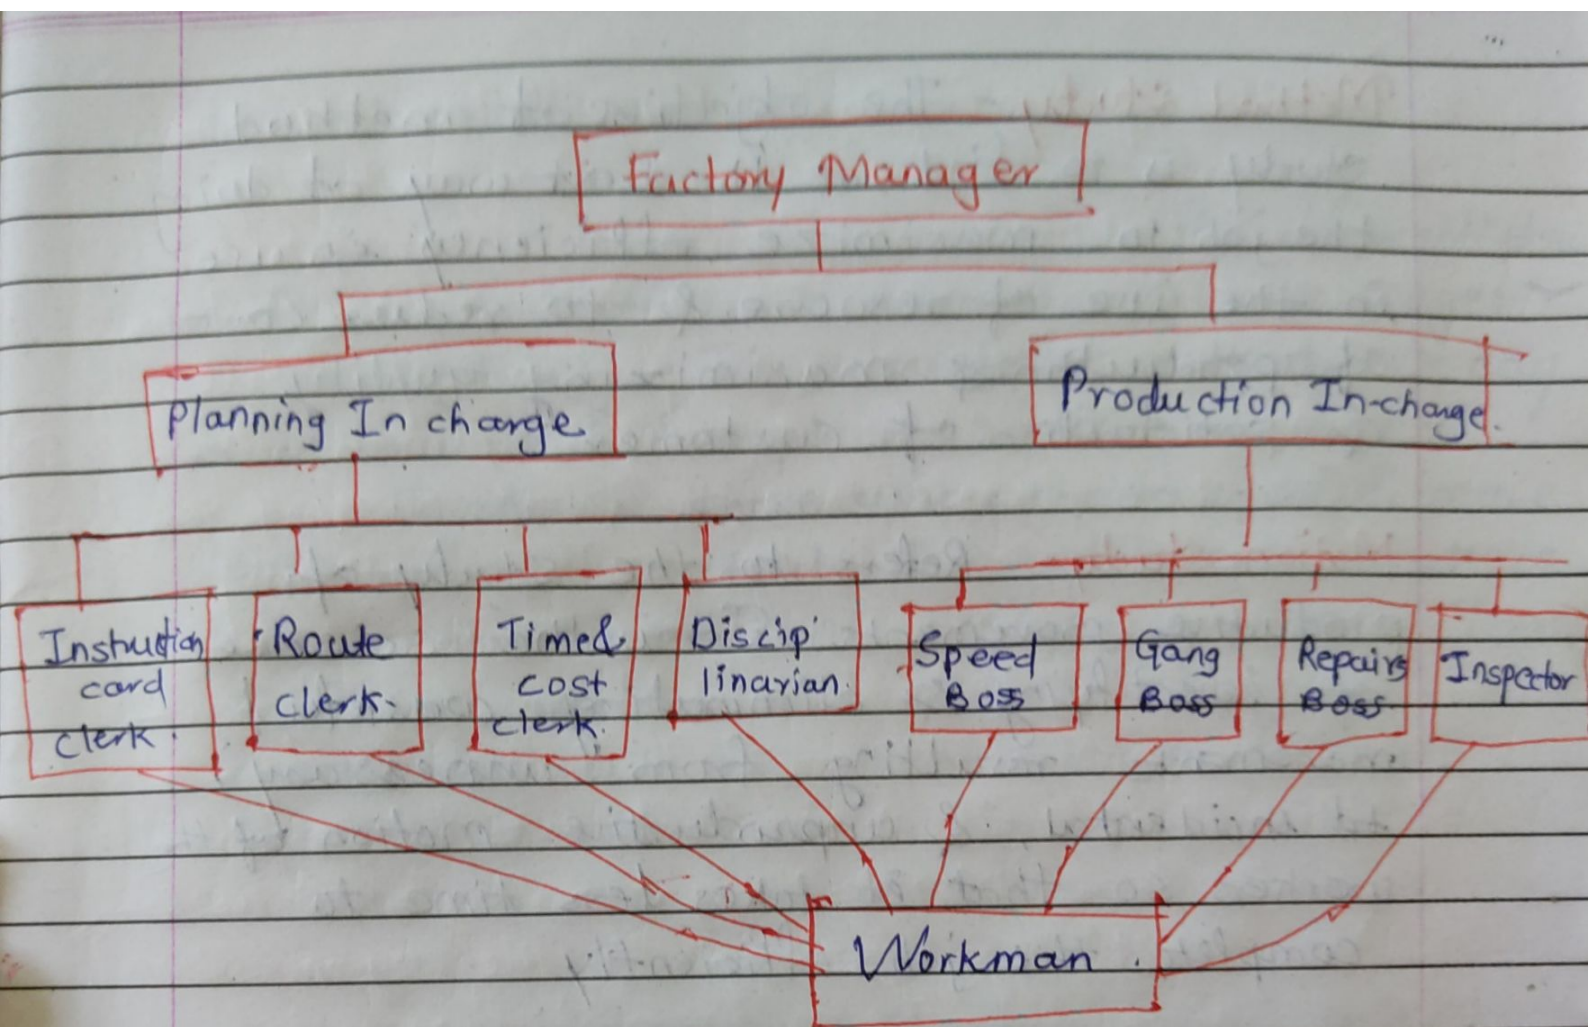 Factory Manager
Planning In charge
Production In-charge.
Instruction
card
clerk.
Route
clerk.
Time&
cost
clerk.
Discip'
linarian.
Speed
Boss
Gang
Boss
Repairs
Boss
Inspector
Workman.